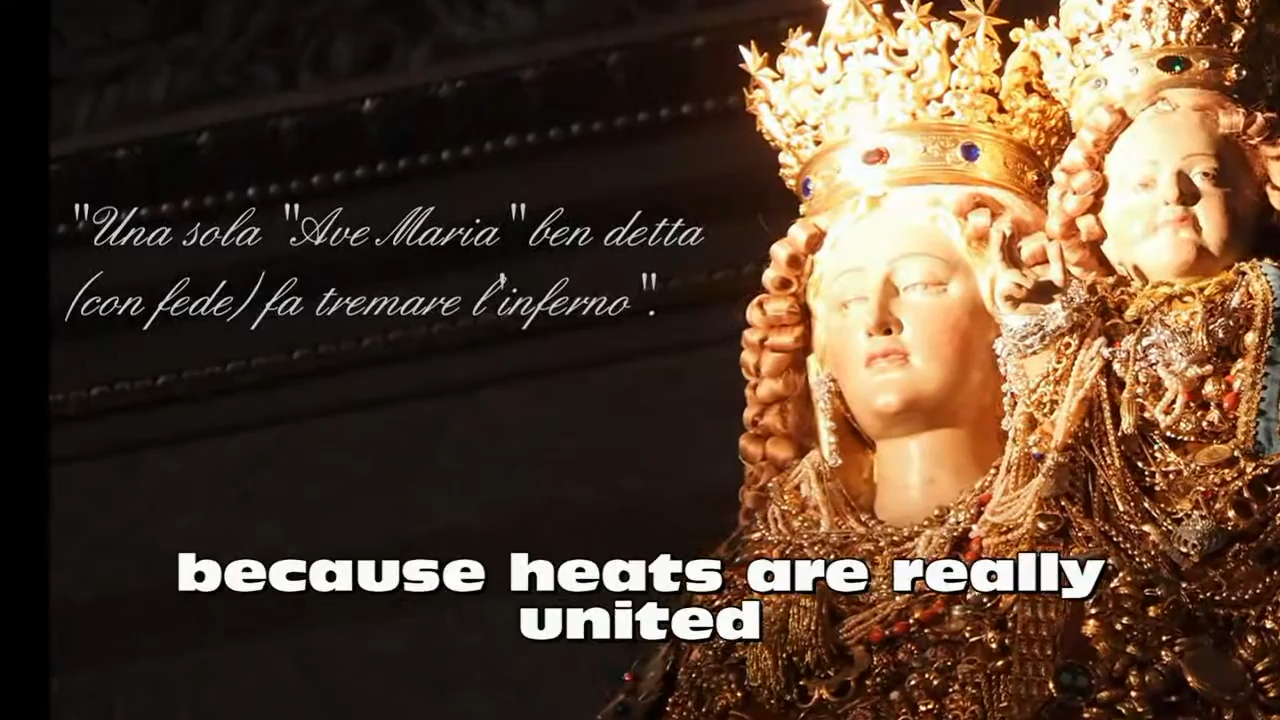 "Una sola "Ave Maria" ben detta
(con fede) fa tremare l'inferno".
because heats are really
united